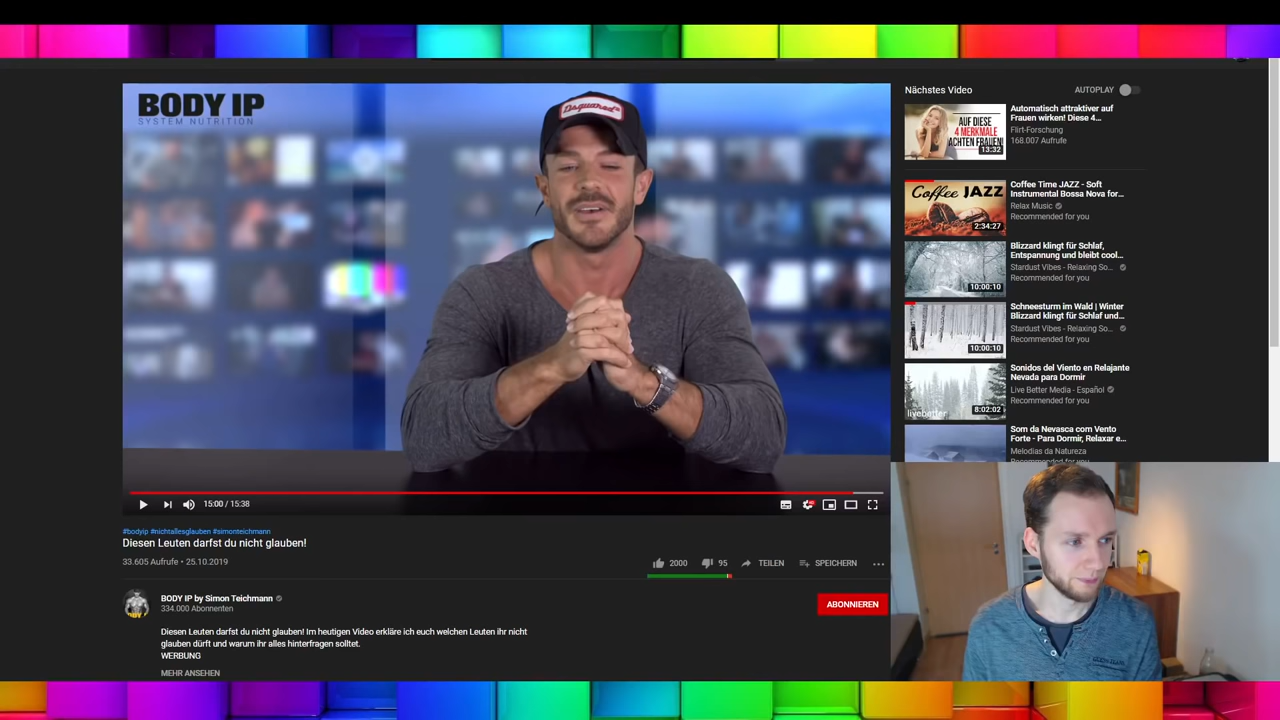 BODY IP
SYSTEM NUTRITION
Dsquared²
15:00 / 15:38
#bodyip #nichtallesglauben #simonteichmann
Diesen Leuten darfst du nicht glauben!
33.605 Aufrufe • 25.10.2019
2000
95
TEILEN
SPEICHERN
BODY IP by Simon Teichmann
334.000 Abonnenten
ABONNIEREN
Diesen Leuten darfst du nicht glauben! Im heutigen Video erkläre ich euch welchen Leuten ihr nicht
glauben dürft und warum ihr alles hinterfragen solltet.
WERBUNG
MEHR ANSEHEN
Nächstes Video
AUTOPLAY
AUF DIESE
4 MERKMALE
ACHTEN FRAUEN!
13:32
Automatisch attraktiver auf
Frauen wirken! Diese 4...
Flirt-Forschung
168.007 Aufrufe
Coffee JAZZ
2:34:27
Coffee Time JAZZ - Soft
Instrumental Bossa Nova for...
Relax Music
Recommended for you
10:00:10
Blizzard klingt für Schlaf,
Entspannung und bleibt cool...
Stardust Vibes - Relaxing So...
Recommended for you
10:00:10
Schneesturm im Wald | Winter
Blizzard klingt für Schlaf und...
Stardust Vibes - Relaxing So...
Recommended for you
livebetter
8:02:02
Sonidos del Viento en Relajante
Nevada para Dormir
Live Better Media - Español
Recommended for you
Som da Nevasca com Vento
Forte - Para Dormir, Relaxar e...
Melodias da Natureza
Recommended for you